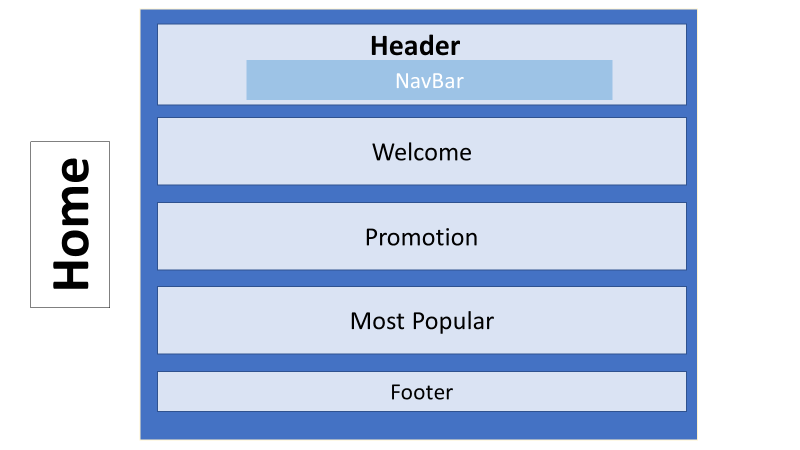 Home
Header
NavBar
Welcome
Promotion
Most Popular
Footer